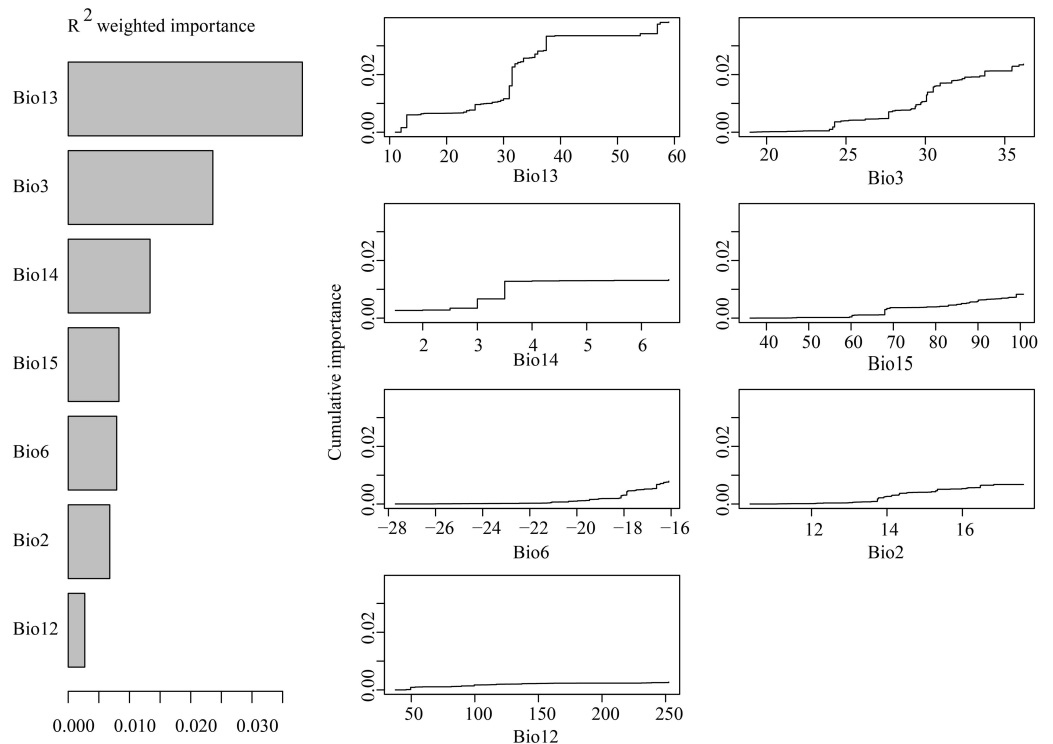 R² weighted importance
Bio13
Bio3
Bio14
Bio15
Bio6
Bio2
Bio12
0.000 0.010 0.020 0.030
Cumulative importance
0.00 0.02
10 20 30 40 50 60
Bio13
0.00 0.02
20 25 30 35
Bio3
0.00 0.02
2 3 4 5 6
Bio14
0.00 0.02
40 50 60 70 80 90 100
Bio15
0.00 0.02
−28 −26 −24 −22 −20 −18 −16
Bio6
0.00 0.02
12 14 16
Bio2
0.00 0.02
50 100 150 200 250
Bio12